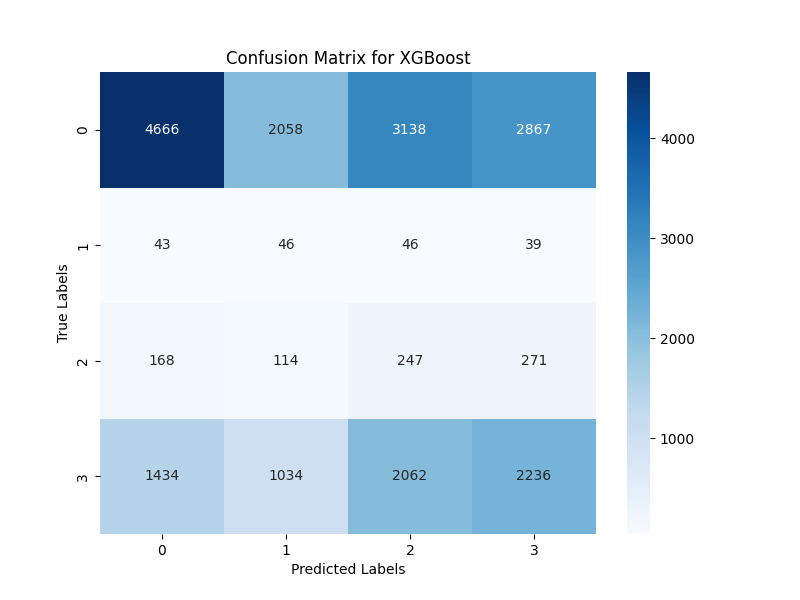 Confusion Matrix for XGBoost
0 4666 2058 3138 2867
1 43 46 46 39
2 168 114 247 271
3 1434 1034 2062 2236
0 1 2 3
Predicted Labels
True Labels
4000
3000
2000
1000